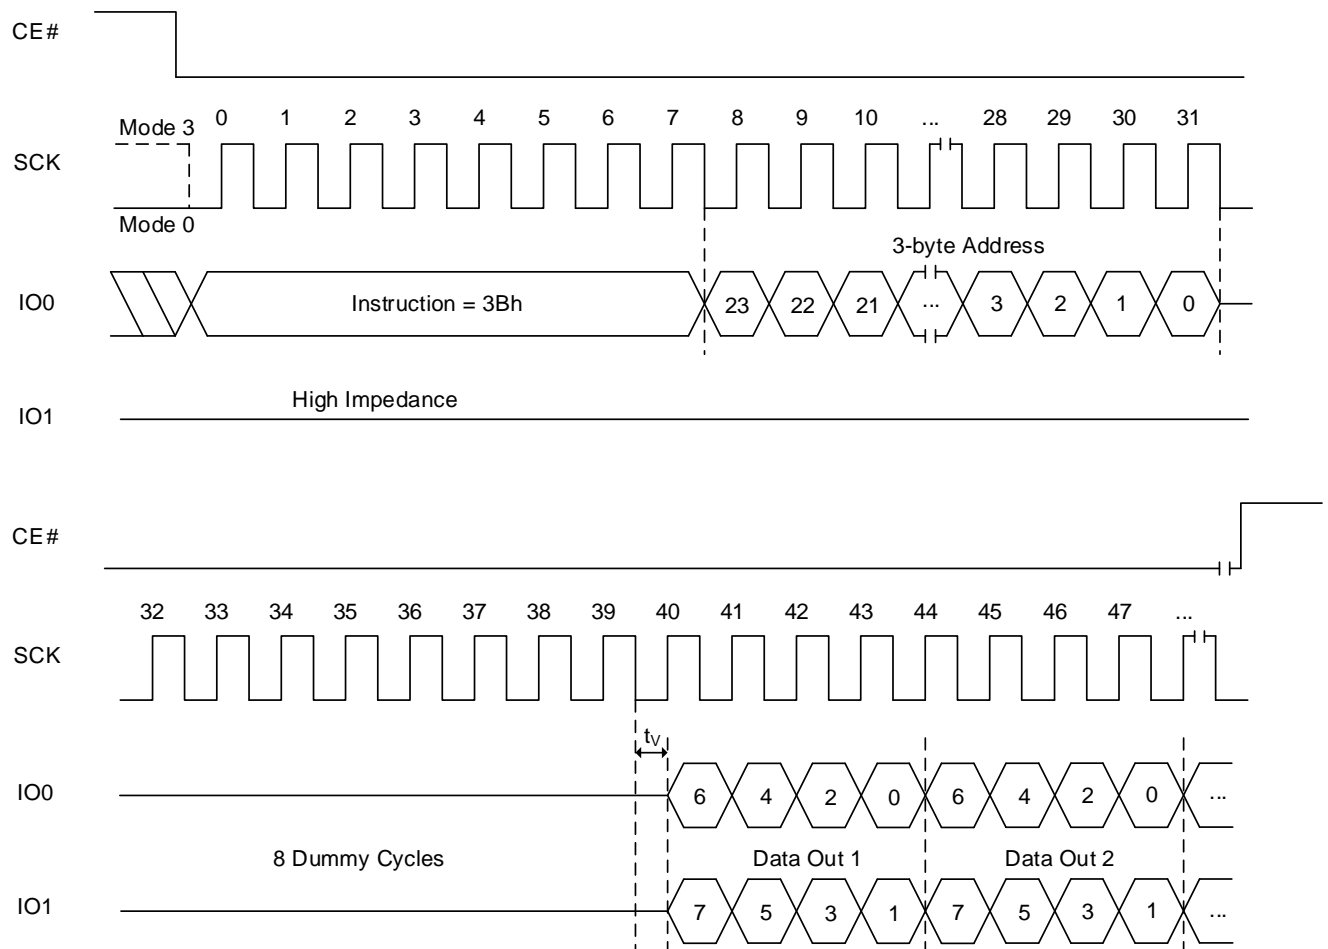 CE#
Mode 3 0 1 2 3 4 5 6 7 8 9 10 ... 28 29 30 31
SCK
Mode 0
3-byte Address
IO0 Instruction = 3Bh 23 22 21 ... 3 2 1 0
High Impedance
IO1
CE#
32 33 34 35 36 37 38 39 40 41 42 43 44 45 46 47 ...
SCK
tV
IO0 6 4 2 0 6 4 2 0 ...
8 Dummy Cycles Data Out 1 Data Out 2
IO1 7 5 3 1 7 5 3 1 ...